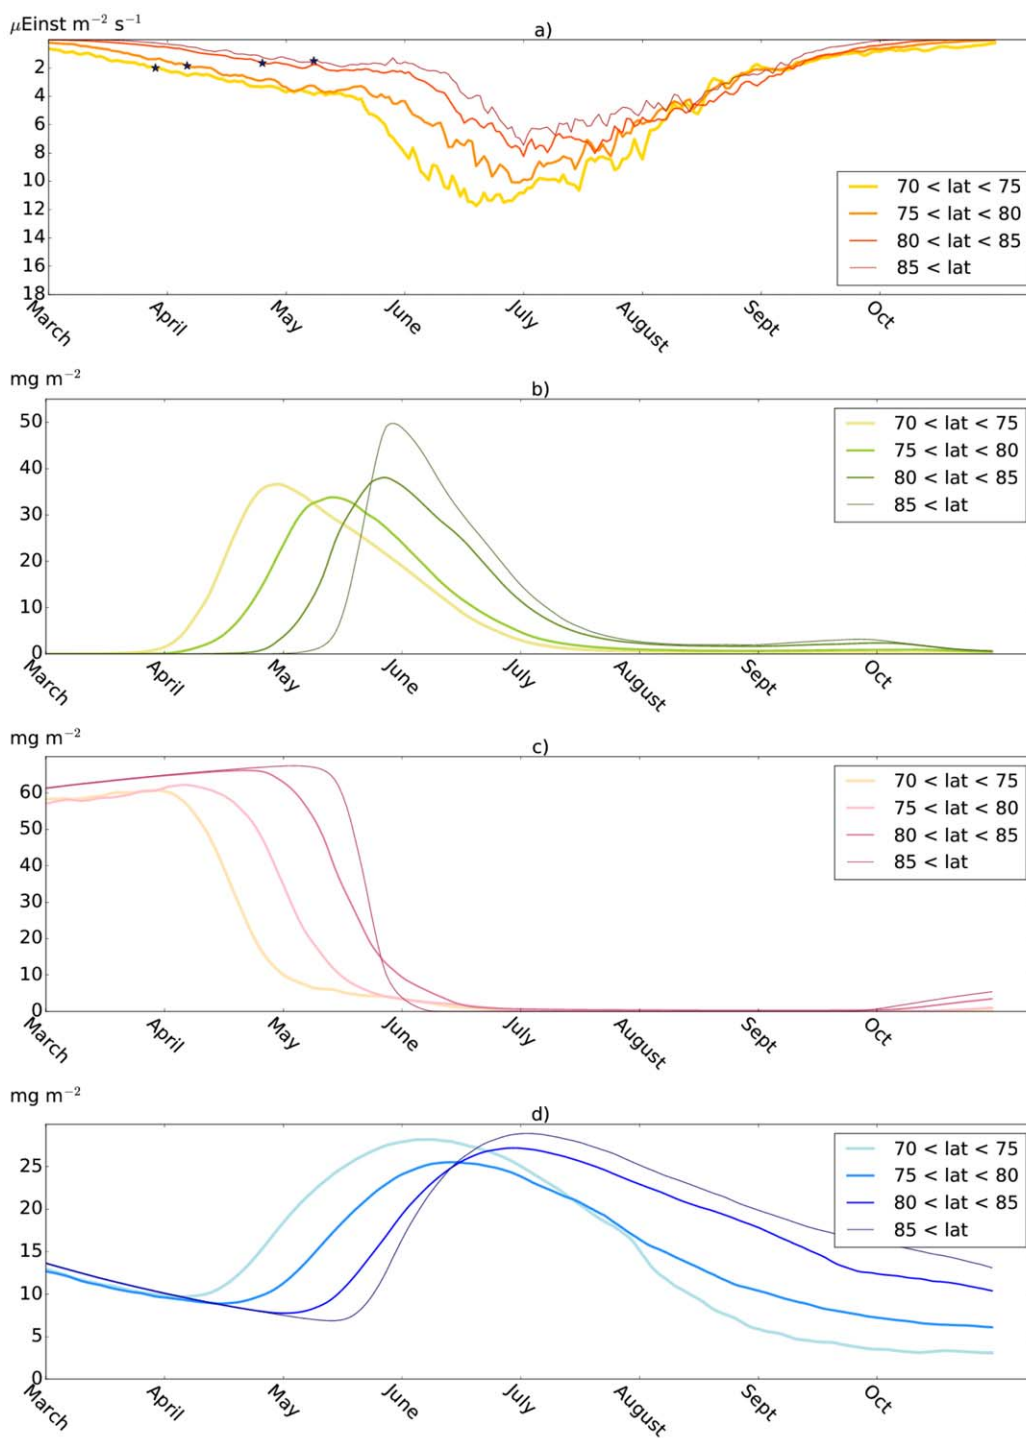 μEinst m⁻² s⁻¹
a)
2
4
6
8
10
12
14
16
18
70 < lat < 75
75 < lat < 80
80 < lat < 85
85 < lat
March April May June July August Sept Oct
mg m⁻²
b)
50
40
30
20
10
0
70 < lat < 75
75 < lat < 80
80 < lat < 85
85 < lat
March April May June July August Sept Oct
mg m⁻²
c)
60
50
40
30
20
10
0
70 < lat < 75
75 < lat < 80
80 < lat < 85
85 < lat
March April May June July August Sept Oct
mg m⁻²
d)
25
20
15
10
5
0
70 < lat < 75
75 < lat < 80
80 < lat < 85
85 < lat
March April May June July August Sept Oct